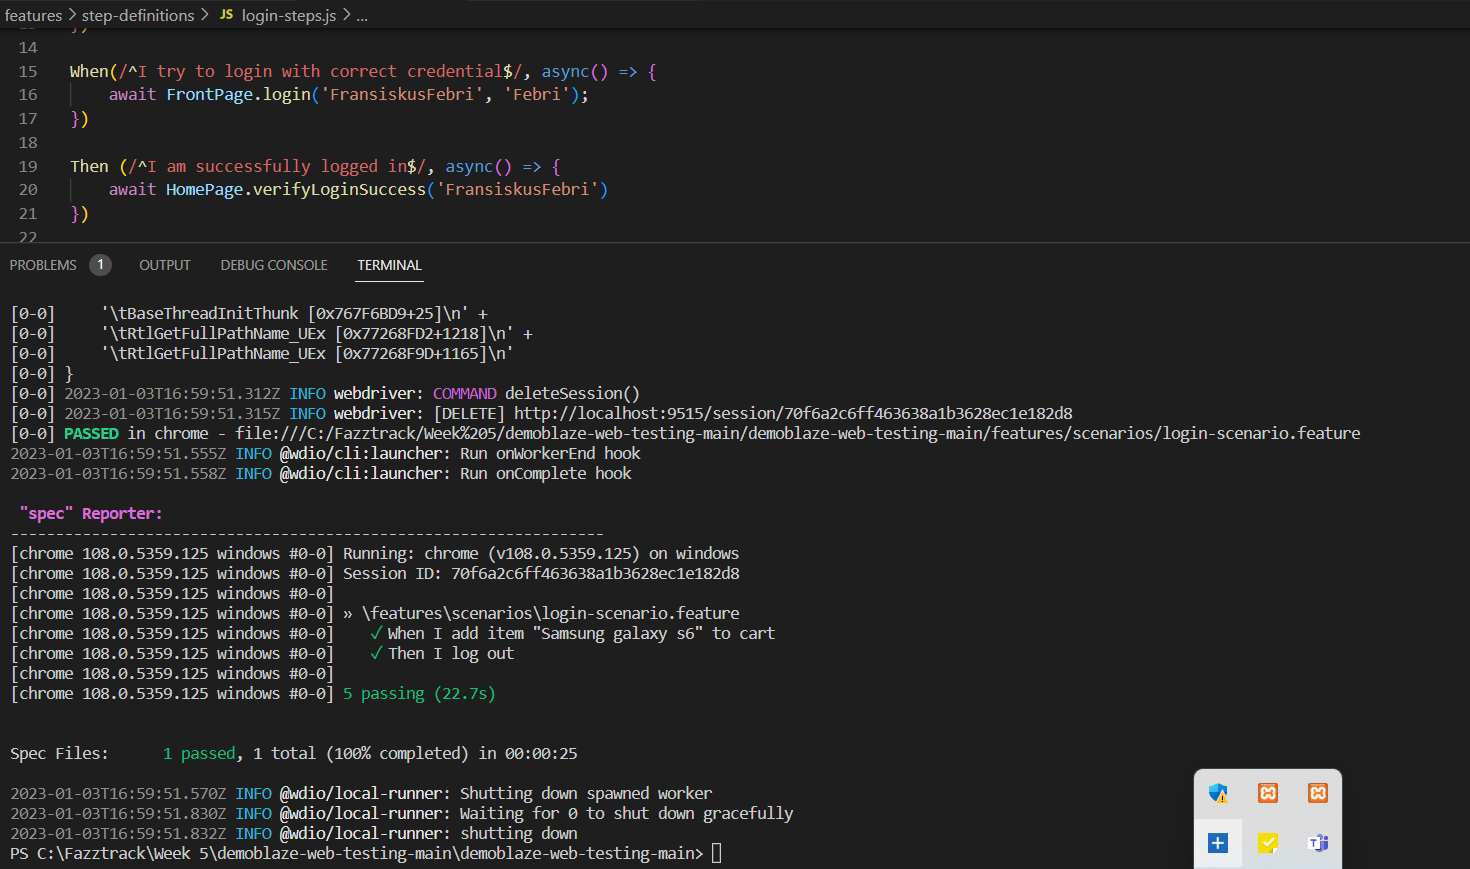 features > step-definitions > JS login-steps.js > ...
14
15 When(/^I try to login with correct credential$/, async() => {
16 await FrontPage.login('FransiskusFebri', 'Febri');
17 })
18
19 Then (/^I am successfully logged in$/, async() => {
20 await HomePage.verifyLoginSuccess('FransiskusFebri')
21 })
22
PROBLEMS 1 OUTPUT DEBUG CONSOLE TERMINAL
[0-0] '\tBaseThreadInitThunk [0x767F6BD9+25]\n' +
[0-0] '\tRtlGetFullPathName_UEx [0x77268FD2+1218]\n' +
[0-0] '\tRtlGetFullPathName_UEx [0x77268F9D+1165]\n'
[0-0] }
[0-0] 2023-01-03T16:59:51.312Z INFO webdriver: COMMAND deleteSession()
[0-0] 2023-01-03T16:59:51.315Z INFO webdriver: [DELETE] http://localhost:9515/session/70f6a2c6ff463638a1b3628ec1e182d8
[0-0] PASSED in chrome - file:///C:/Fazztrack/Week%205/demoblaze-web-testing-main/demoblaze-web-testing-main/features/scenarios/login-scenario.feature
2023-01-03T16:59:51.555Z INFO @wdio/cli:launcher: Run onWorkerEnd hook
2023-01-03T16:59:51.558Z INFO @wdio/cli:launcher: Run onComplete hook
"spec" Reporter:
------------------------------------------------------------------
[chrome 108.0.5359.125 windows #0-0] Running: chrome (v108.0.5359.125) on windows
[chrome 108.0.5359.125 windows #0-0] Session ID: 70f6a2c6ff463638a1b3628ec1e182d8
[chrome 108.0.5359.125 windows #0-0]
[chrome 108.0.5359.125 windows #0-0] » \features\scenarios\login-scenario.feature
[chrome 108.0.5359.125 windows #0-0] ✓ When I add item "Samsung galaxy s6" to cart
[chrome 108.0.5359.125 windows #0-0] ✓ Then I log out
[chrome 108.0.5359.125 windows #0-0]
[chrome 108.0.5359.125 windows #0-0] 5 passing (22.7s)
Spec Files: 1 passed, 1 total (100% completed) in 00:00:25
2023-01-03T16:59:51.570Z INFO @wdio/local-runner: Shutting down spawned worker
2023-01-03T16:59:51.830Z INFO @wdio/local-runner: Waiting for 0 to shut down gracefully
2023-01-03T16:59:51.832Z INFO @wdio/local-runner: shutting down
PS C:\Fazztrack\Week 5\demoblaze-web-testing-main\demoblaze-web-testing-main>